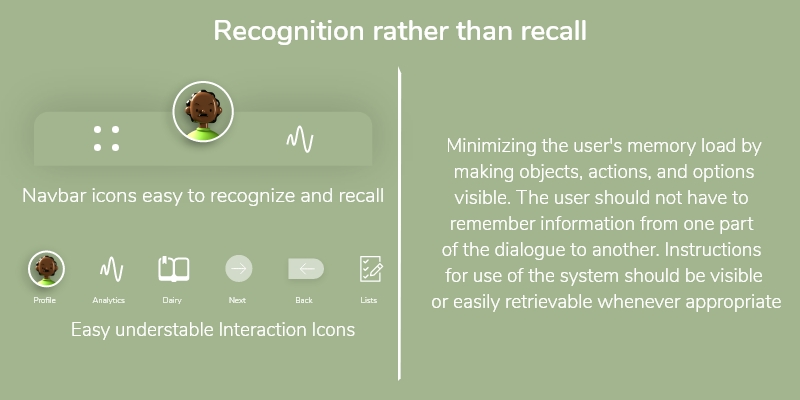 Recognition rather than recall
Navbar icons easy to recognize and recall
Profile
Analytics
Dairy
Next
Back
Lists
Easy understable Interaction Icons
Minimizing the user's memory load by
making objects, actions, and options
visible. The user should not have to
remember information from one part
of the dialogue to another. Instructions
for use of the system should be visible
or easily retrievable whenever appropriate